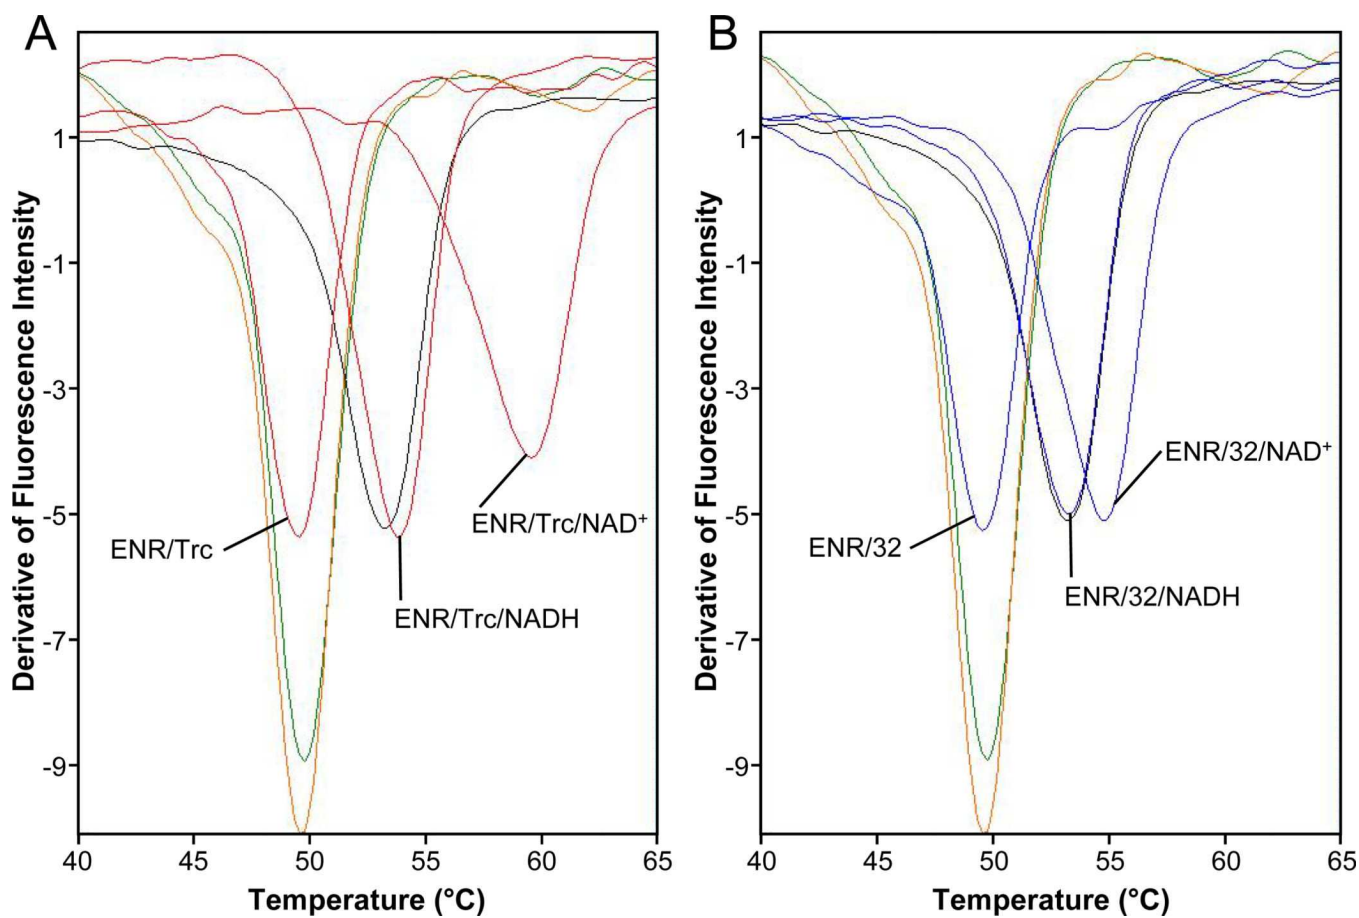 A
1
-1
-3
-5
-7
-9
Derivative of Fluorescence Intensity
ENR/Trc
ENR/Trc/NAD⁺
ENR/Trc/NADH
40 45 50 55 60 65
Temperature (°C)
B
1
-1
-3
-5
-7
-9
Derivative of Fluorescence Intensity
ENR/32/NAD⁺
ENR/32
ENR/32/NADH
40 45 50 55 60 65
Temperature (°C)